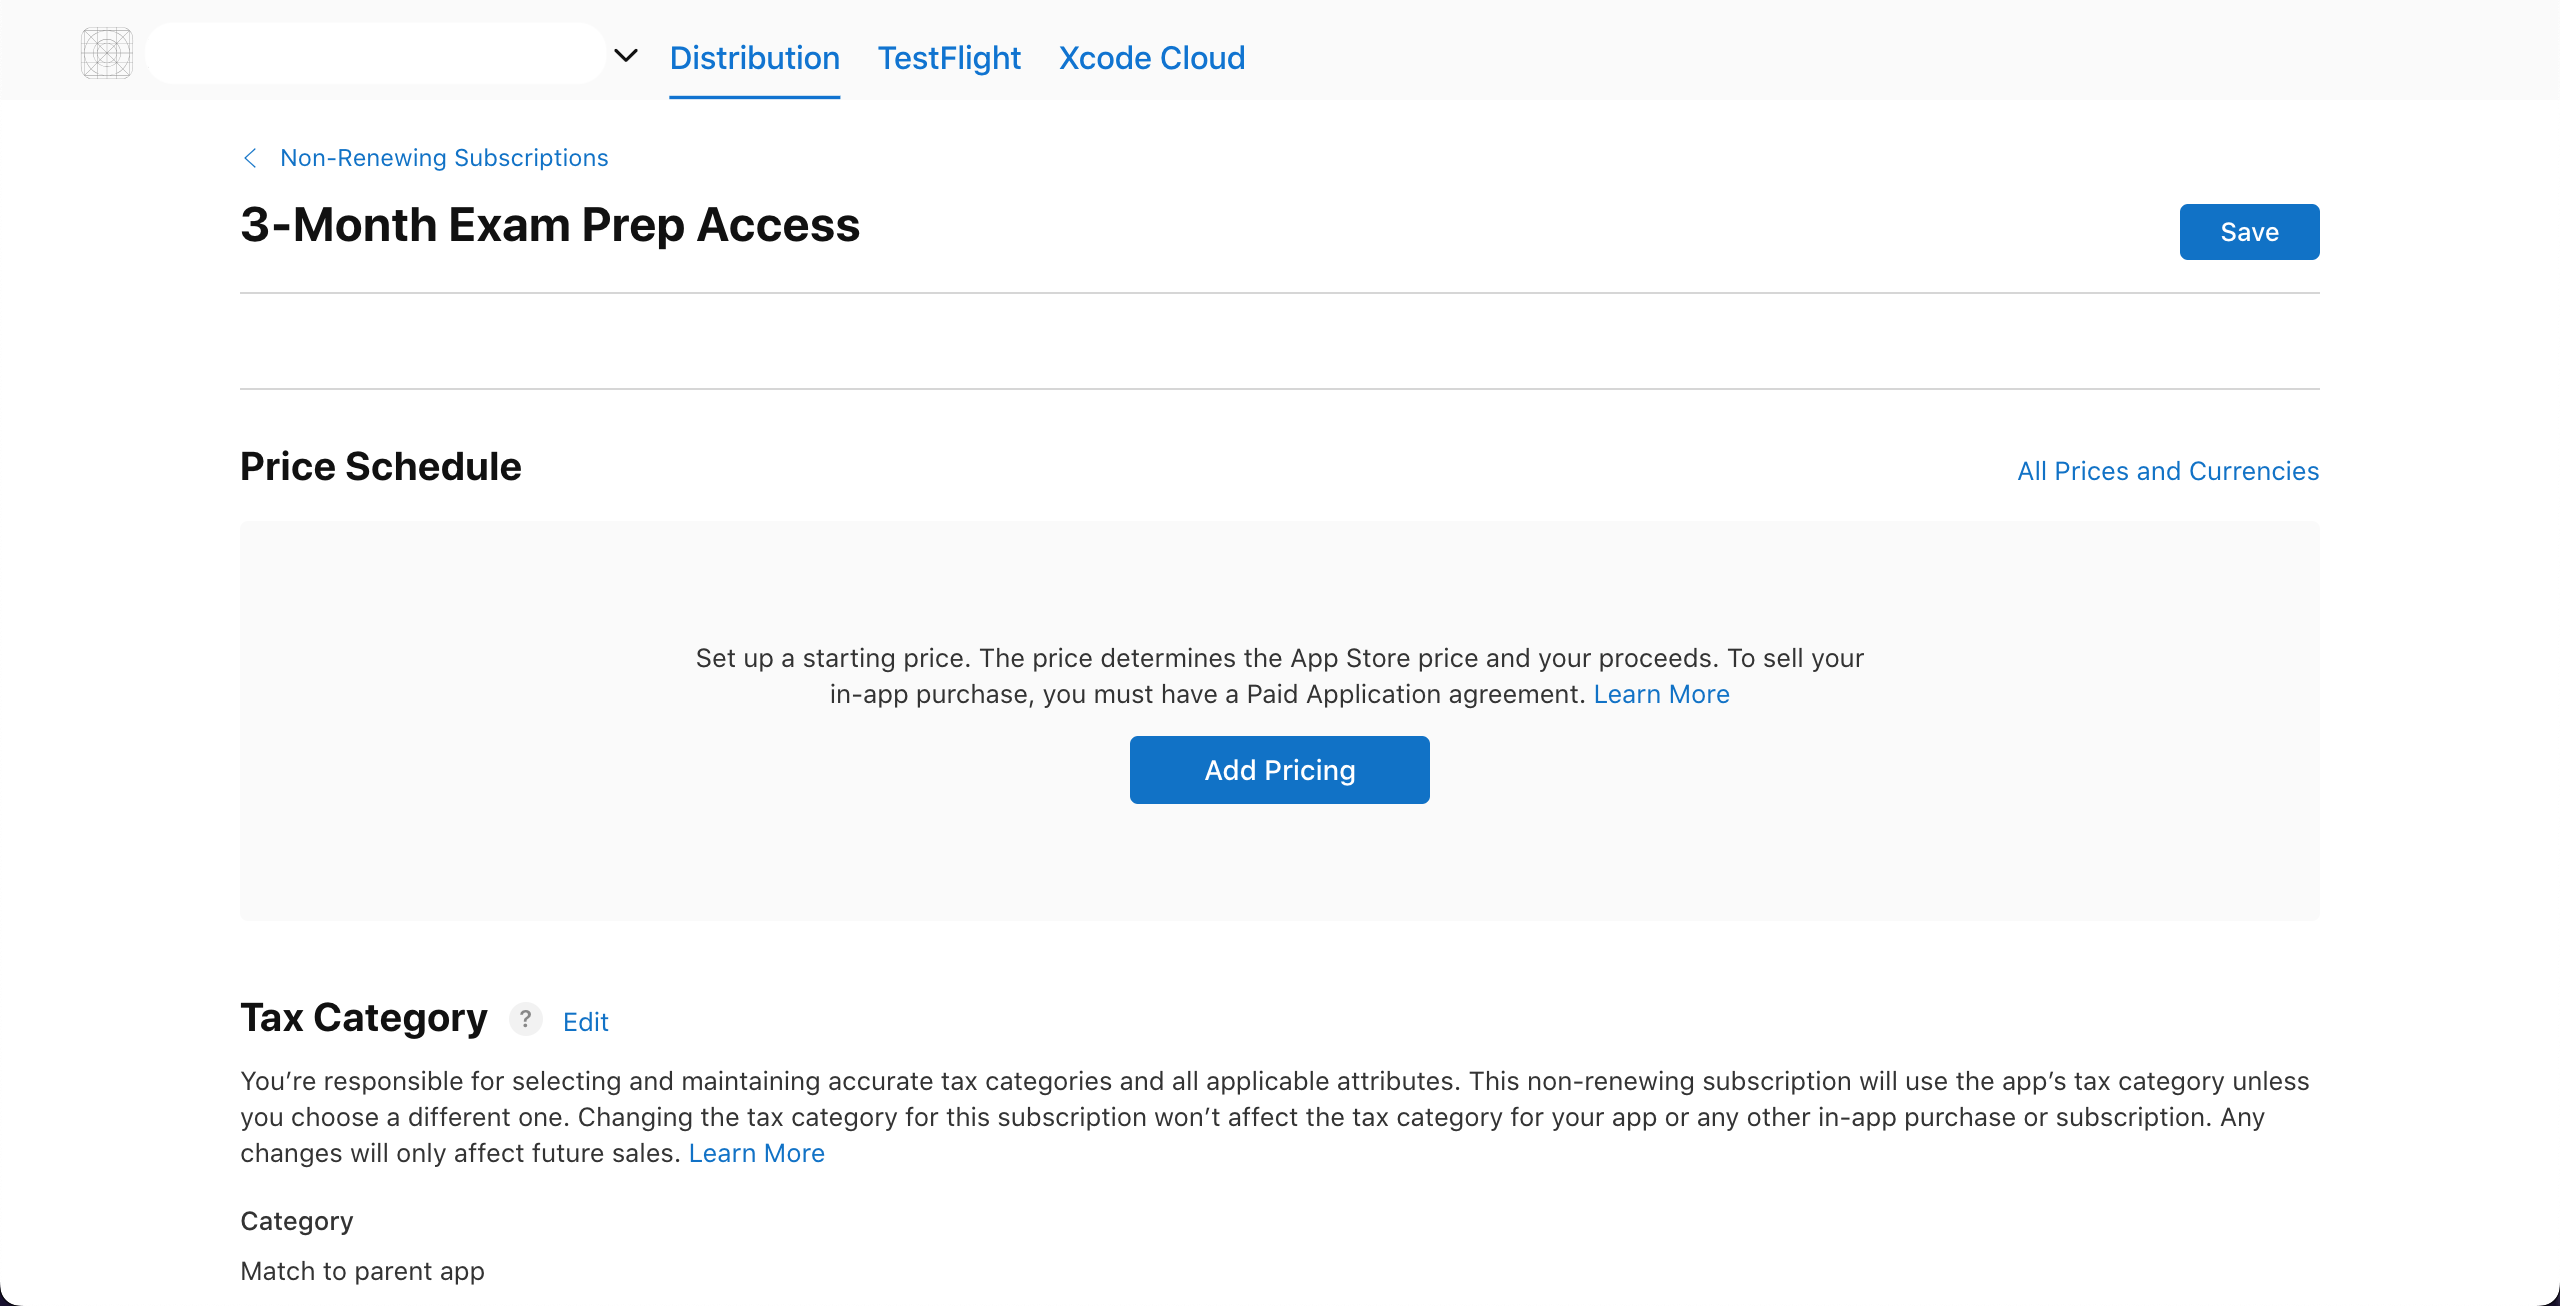 Distribution TestFlight Xcode Cloud
Non-Renewing Subscriptions
3-Month Exam Prep Access
Save
Price Schedule
All Prices and Currencies
Set up a starting price. The price determines the App Store price and your proceeds. To sell your
in-app purchase, you must have a Paid Application agreement. Learn More
Add Pricing
Tax Category ? Edit
You’re responsible for selecting and maintaining accurate tax categories and all applicable attributes. This non-renewing subscription will use the app’s tax category unless
you choose a different one. Changing the tax category for this subscription won’t affect the tax category for your app or any other in-app purchase or subscription. Any
changes will only affect future sales. Learn More
Category
Match to parent app